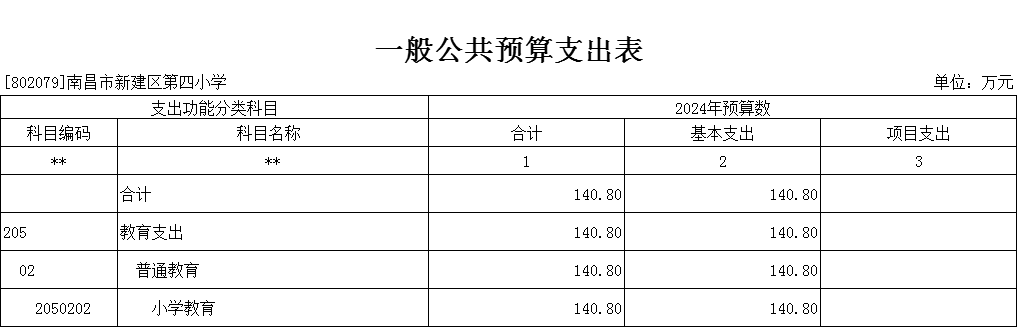 一般公共预算支出表
[802079]南昌市新建区第四小学 单位：万元
支出功能分类科目 2024年预算数
科目编码 科目名称 合计 基本支出 项目支出
** ** 1 2 3
合计 140.80 140.80
205 教育支出 140.80 140.80
02 普通教育 140.80 140.80
2050202 小学教育 140.80 140.80